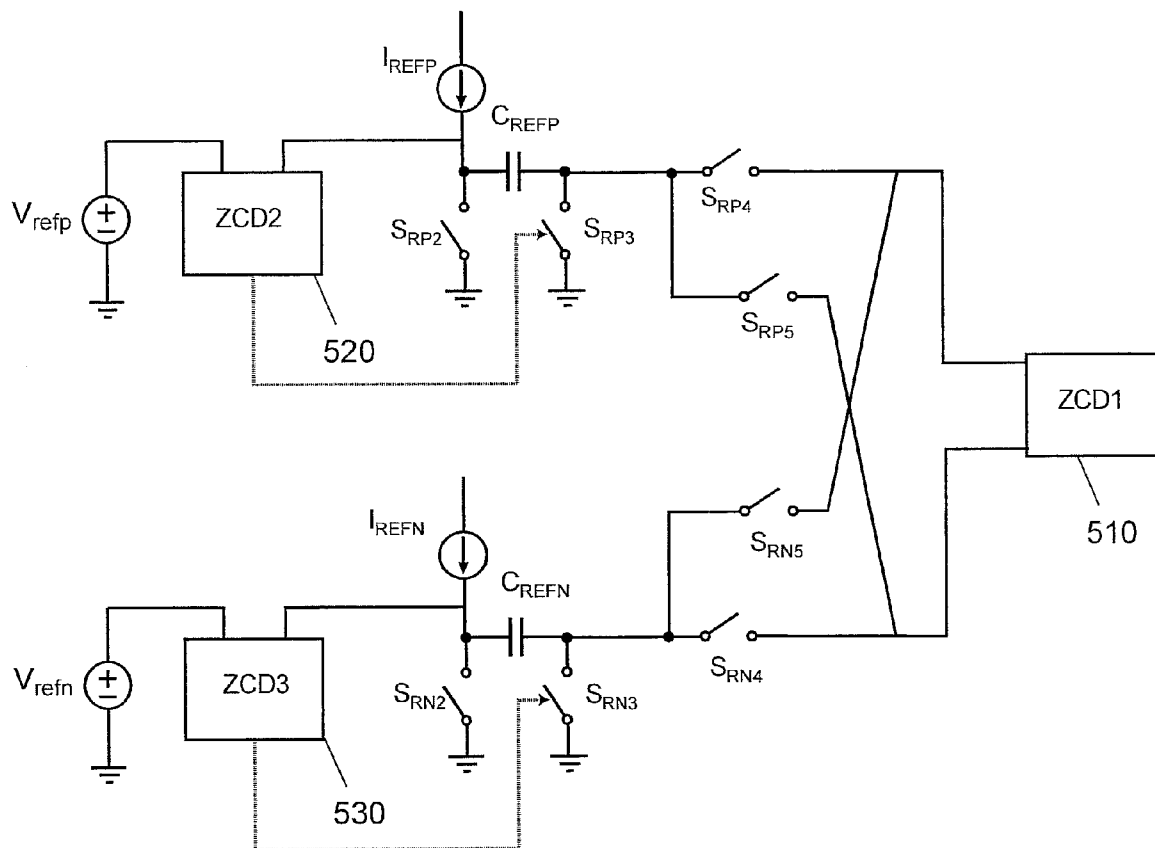 I_REFP
C_REFP
V_refp
+
−
ZCD2
S_RP2
S_RP3
S_RP4
S_RP5
520
ZCD1
510
I_REFN
C_REFN
V_refn
+
−
ZCD3
S_RN2
S_RN3
S_RN5
S_RN4
530